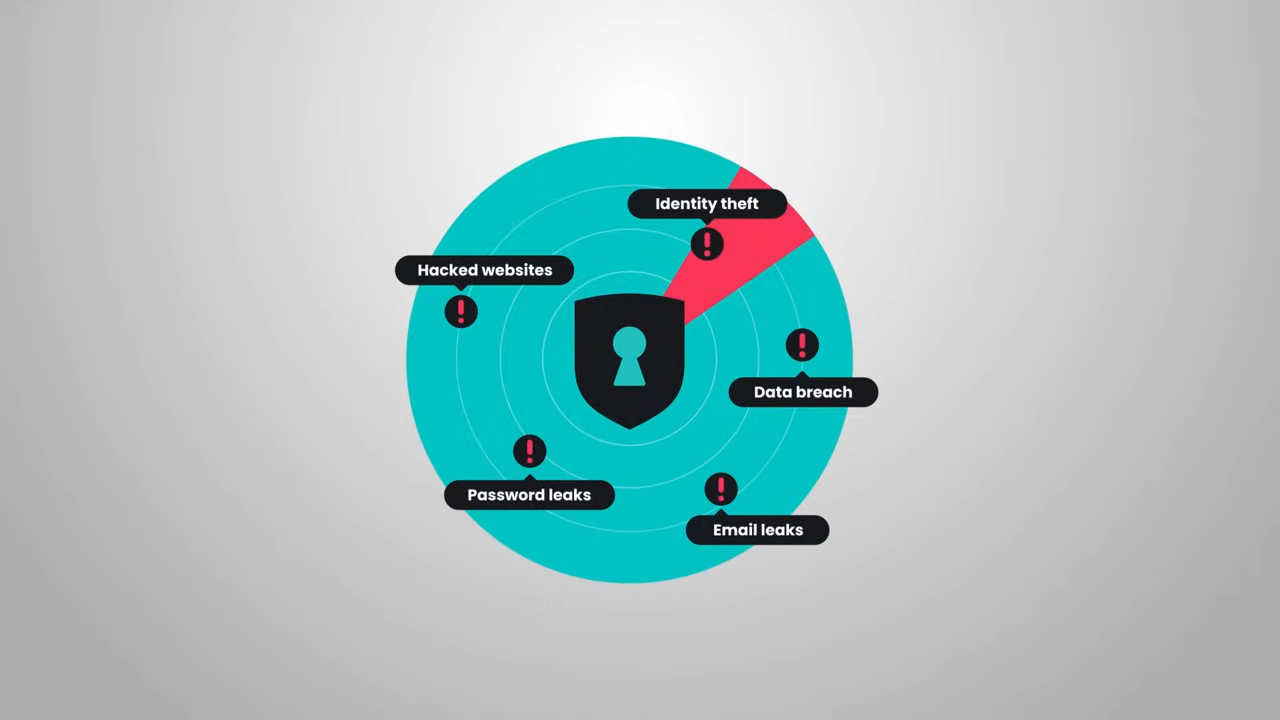 Identity theft
Hacked websites
Data breach
Password leaks
Email leaks